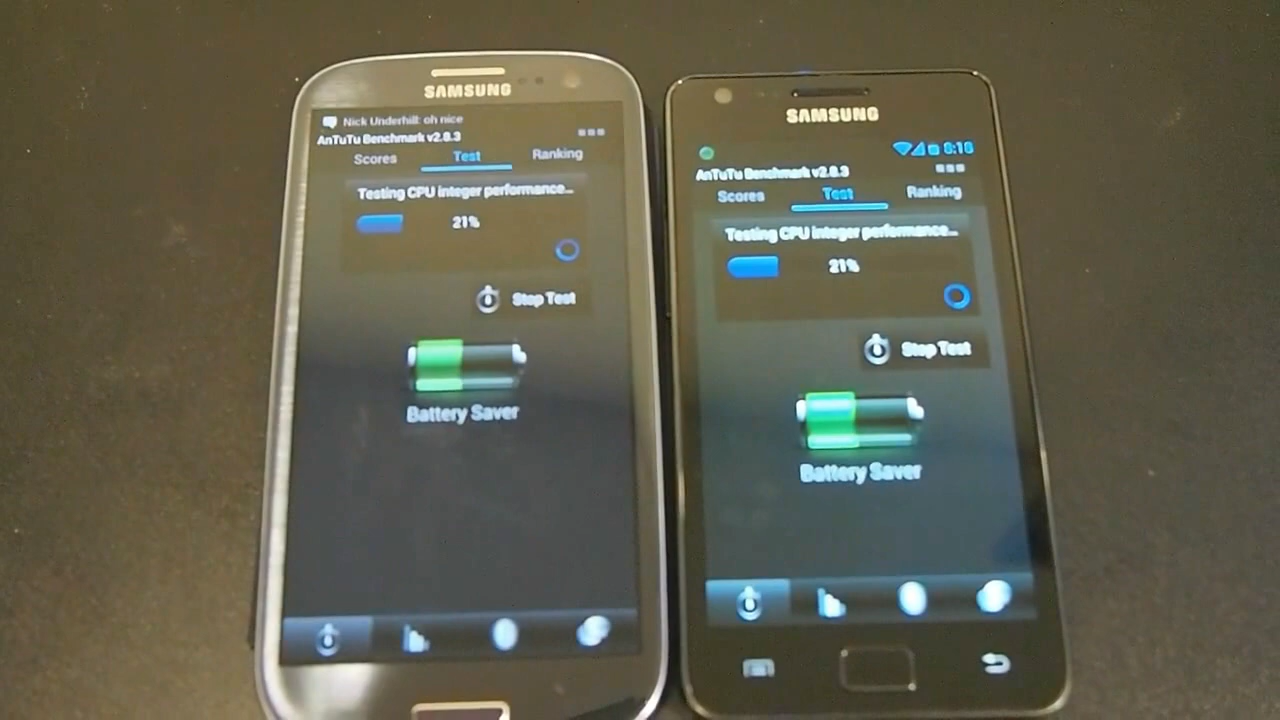 SAMSUNG
Nick Underhill: oh nice
AnTuTu Benchmark v2.8.3
Scores Test Ranking
Testing CPU integer performance...
21%
Stop Test
Battery Saver
SAMSUNG
8:16
AnTuTu Benchmark v2.8.3
Scores Test Ranking
Testing CPU integer performance...
21%
Stop Test
Battery Saver